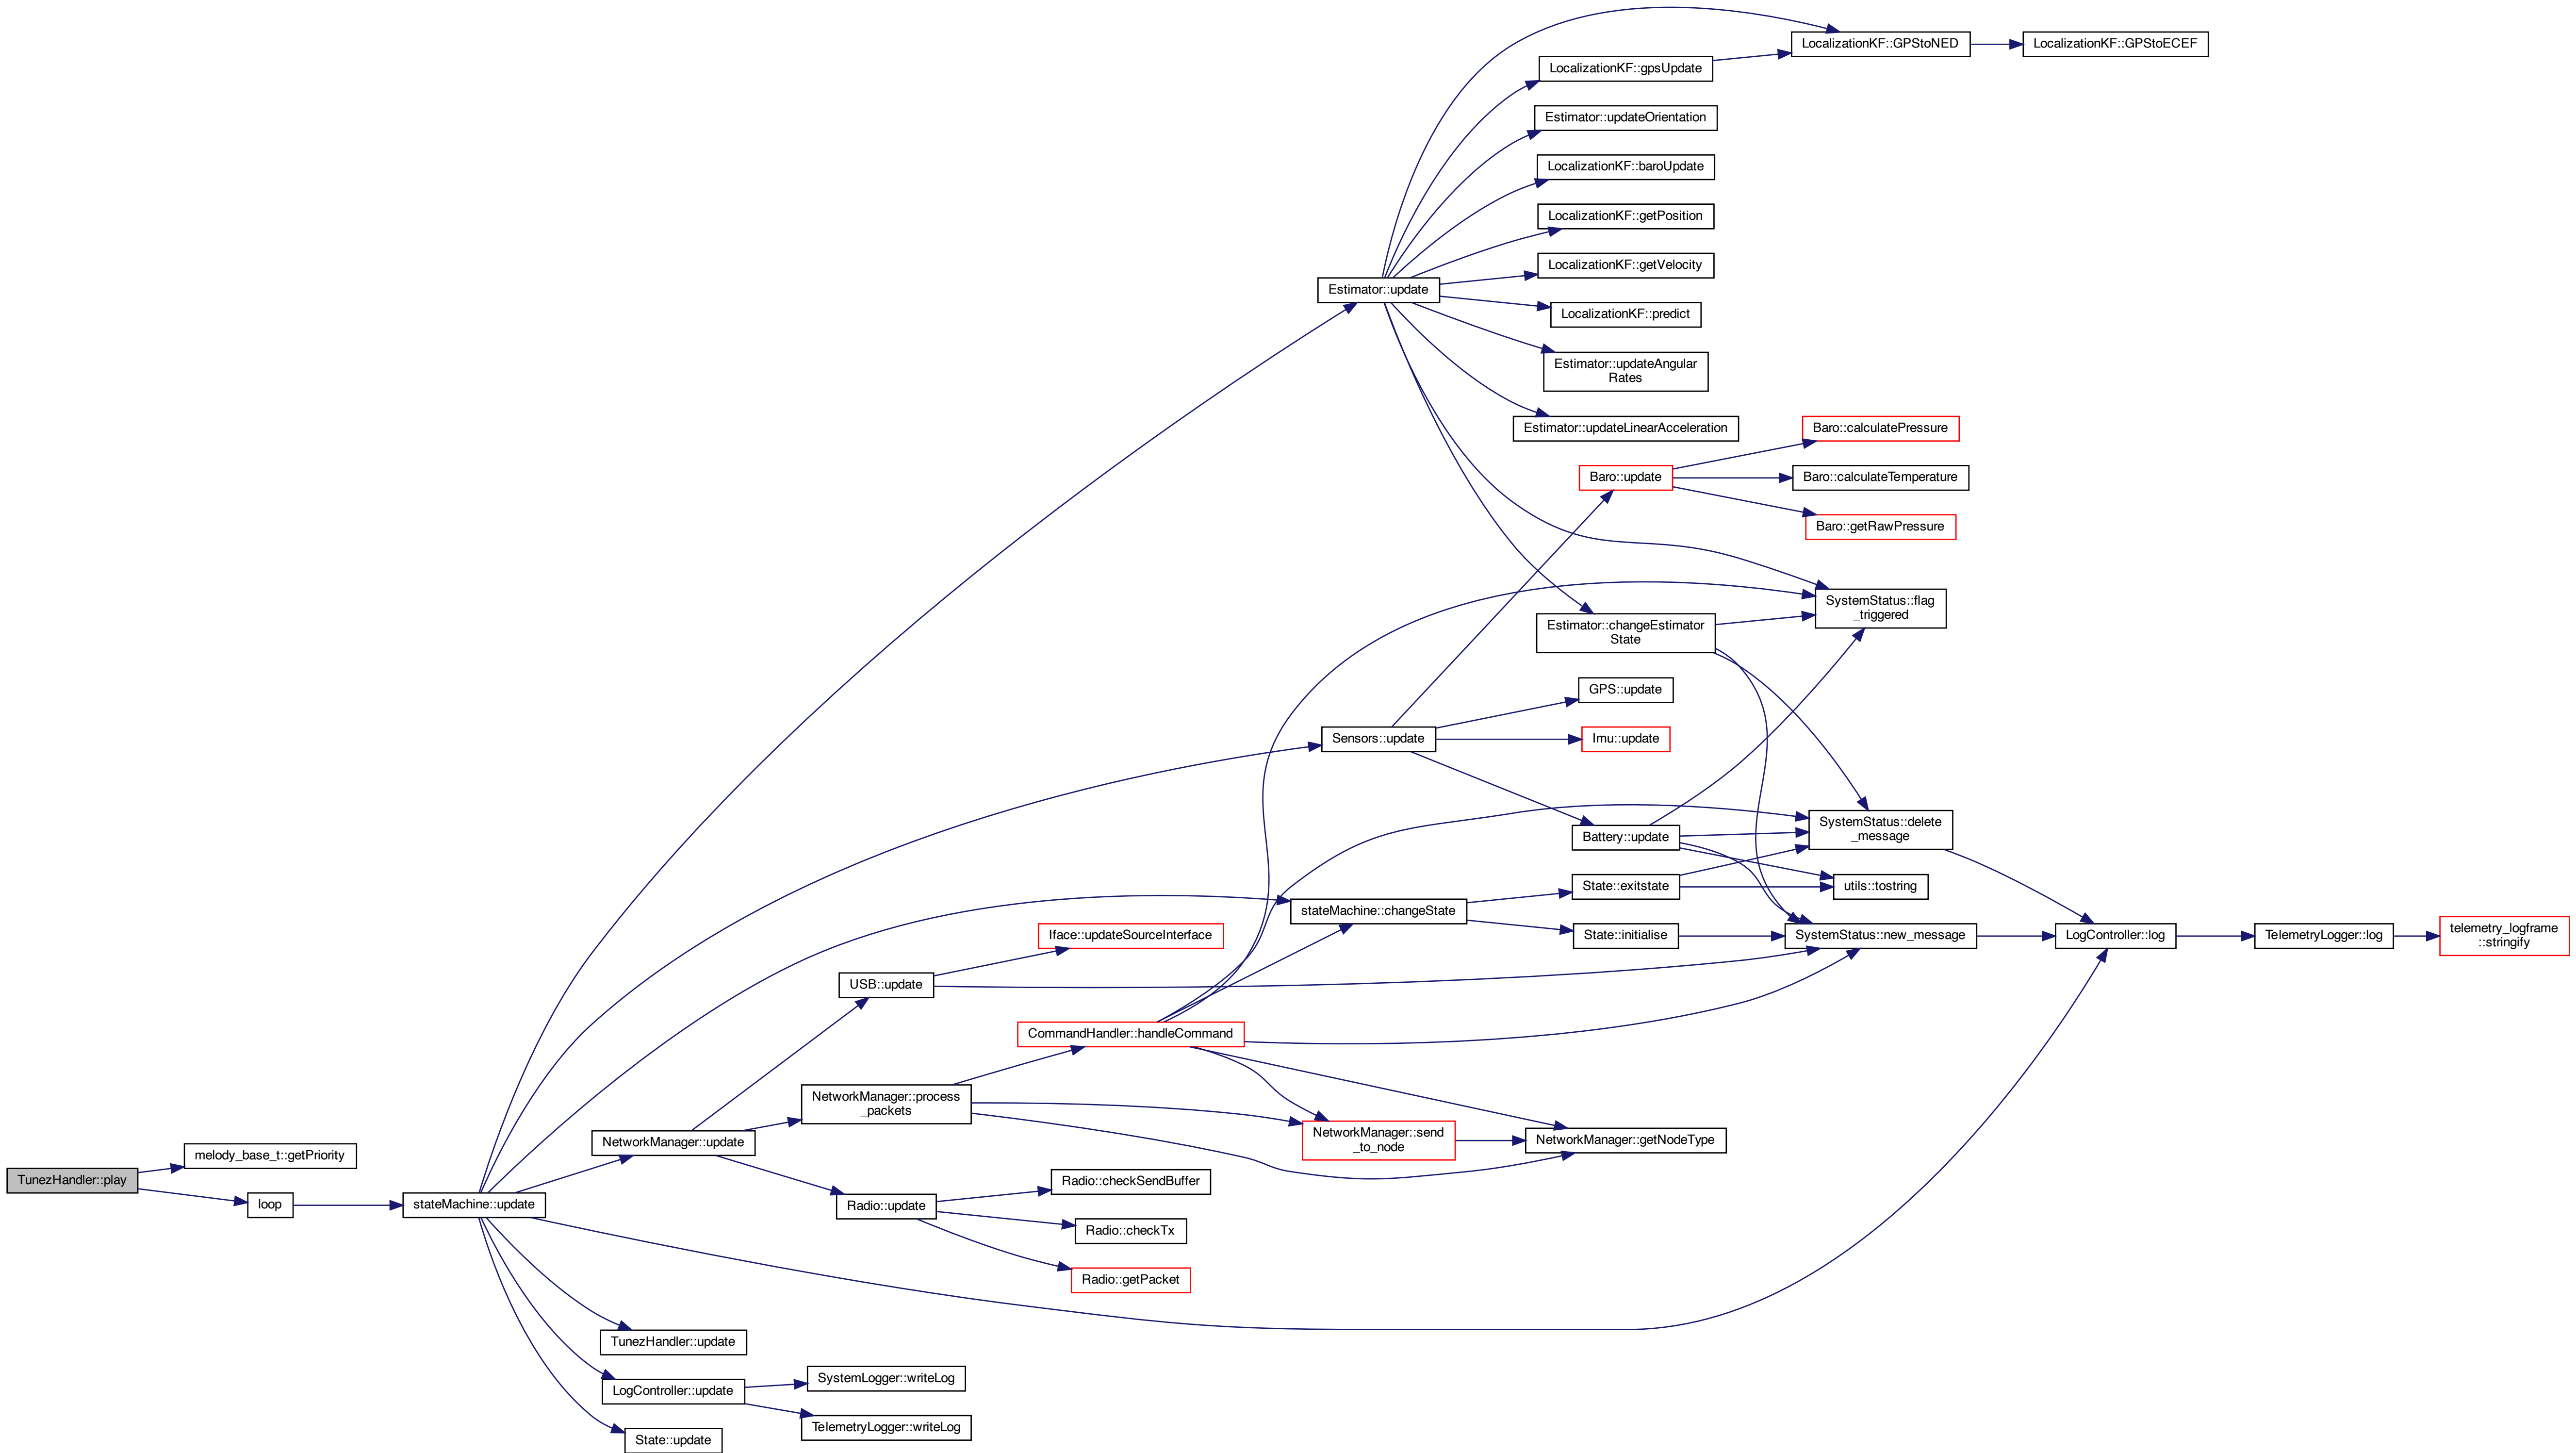 TunezHandler::play
melody_base_t::getPriority
loop
stateMachine::update
Estimator::update
LocalizationKF::GPStoNED
LocalizationKF::GPStoECEF
LocalizationKF::gpsUpdate
Estimator::updateOrientation
LocalizationKF::baroUpdate
LocalizationKF::getPosition
LocalizationKF::getVelocity
LocalizationKF::predict
Estimator::updateAngular
Rates
Estimator::updateLinearAcceleration
Baro::calculatePressure
Baro::update
Baro::calculateTemperature
Baro::getRawPressure
SystemStatus::flag
_triggered
Estimator::changeEstimator
State
GPS::update
Sensors::update
Imu::update
Battery::update
SystemStatus::delete
_message
State::exitstate
utils::tostring
stateMachine::changeState
State::initialise
SystemStatus::new_message
LogController::log
TelemetryLogger::log
telemetry_logframe
::stringify
Iface::updateSourceInterface
USB::update
CommandHandler::handleCommand
NetworkManager::process
_packets
NetworkManager::update
NetworkManager::send
_to_node
NetworkManager::getNodeType
Radio::checkSendBuffer
Radio::update
Radio::checkTx
Radio::getPacket
TunezHandler::update
LogController::update
SystemLogger::writeLog
TelemetryLogger::writeLog
State::update